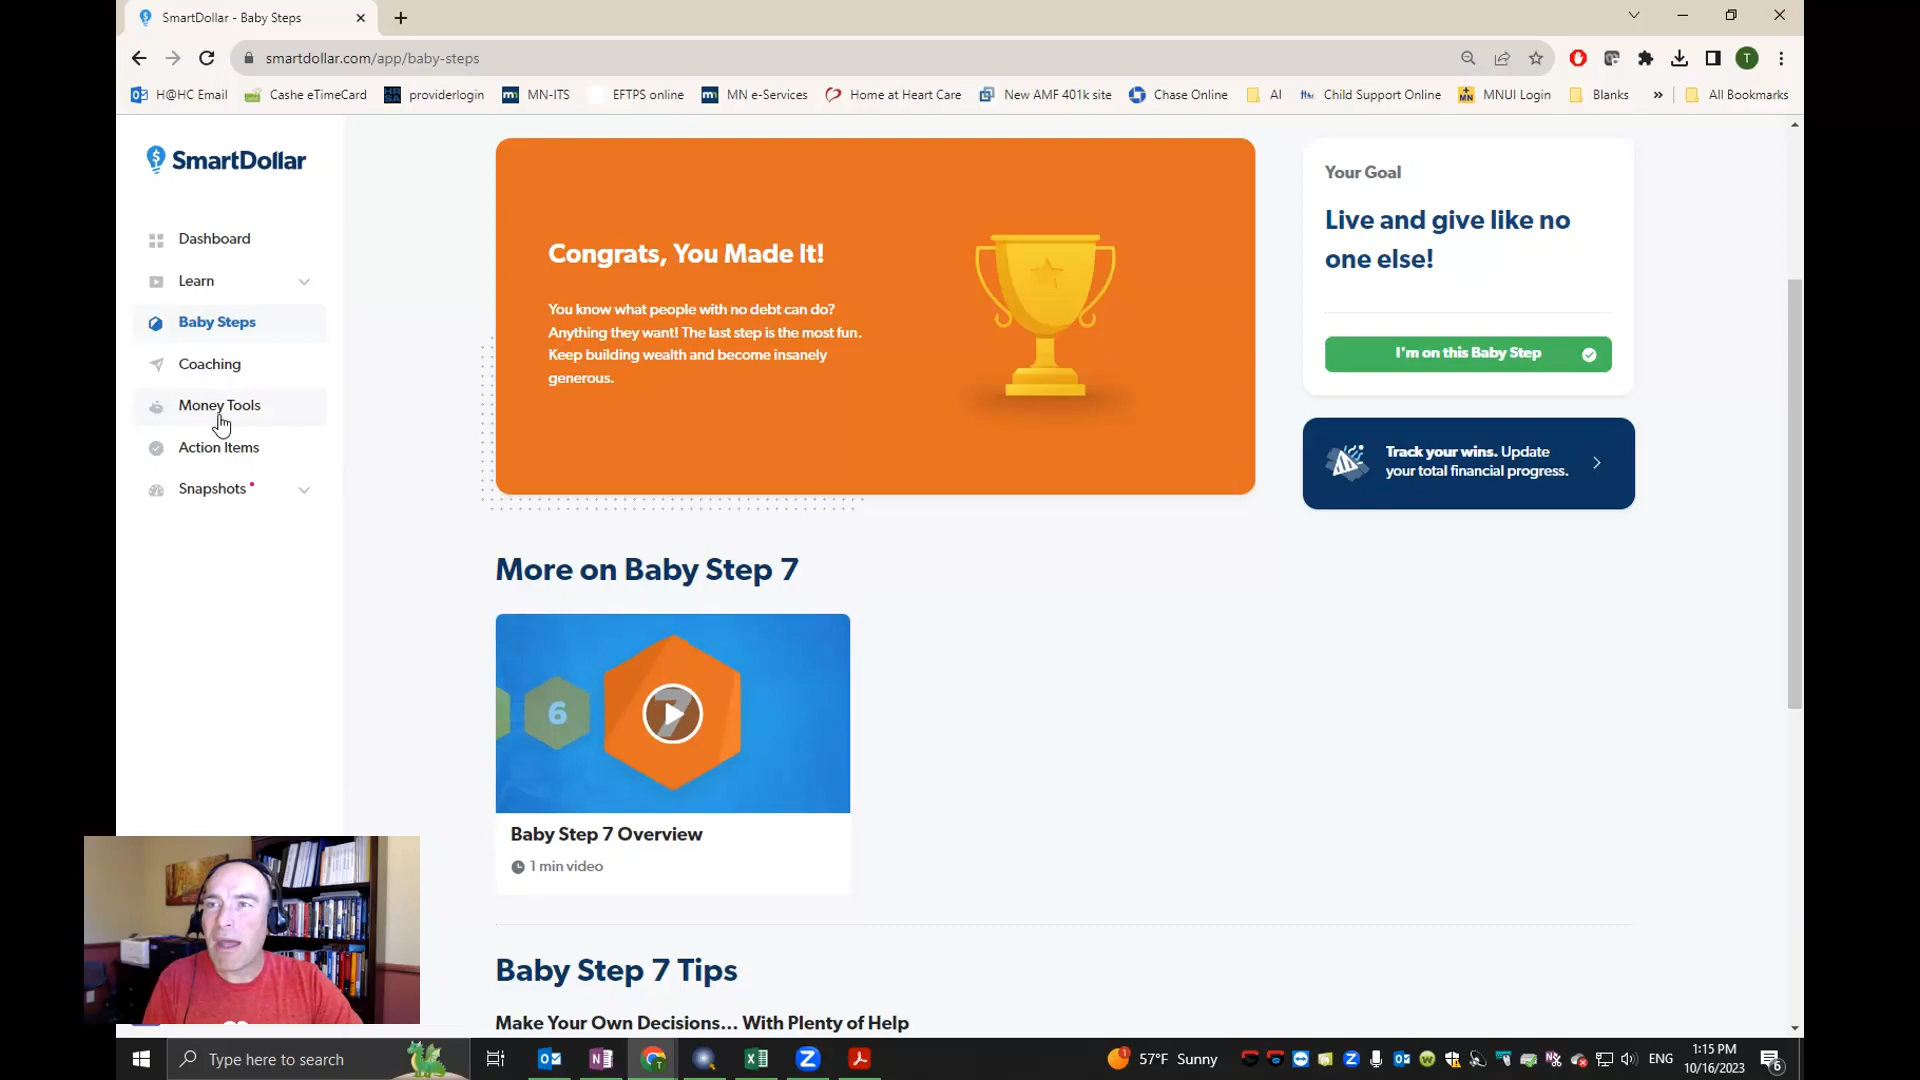 SmartDollar - Baby Steps
smartdollar.com/app/baby-steps
T
H@HC Email
Cashe eTimeCard
providerlogin
MN-ITS
EFTPS online
MN e-Services
Home at Heart Care
New AMF 401k site
Chase Online
AI
Child Support Online
MNUI Login
Blanks
»
All Bookmarks
SmartDollar
Dashboard
Learn
Baby Steps
Coaching
Money Tools
Action Items
Snapshots
Congrats, You Made It!
You know what people with no debt can do?
Anything they want! The last step is the most fun.
Keep building wealth and become insanely
generous.
Your Goal
Live and give like no
one else!
I'm on this Baby Step
Track your wins. Update
your total financial progress.
More on Baby Step 7
6
7
Baby Step 7 Overview
1 min video
Baby Step 7 Tips
Make Your Own Decisions... With Plenty of Help
Type here to search
57°F Sunny
ENG
1:15 PM
10/16/2023
6